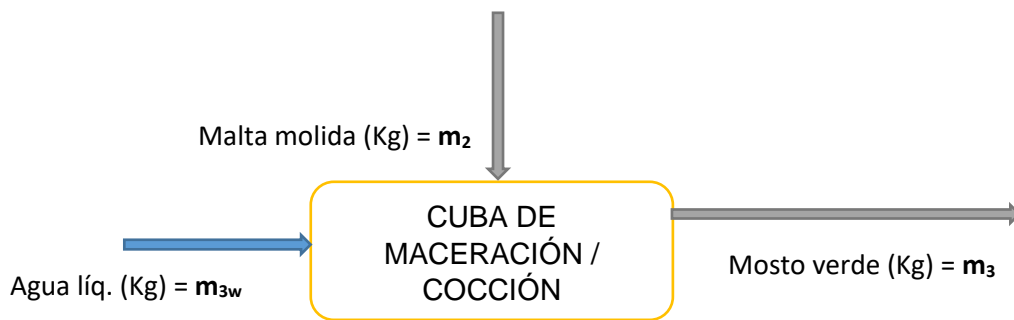 Malta molida (Kg) = m₂
CUBA DE
MACERACIÓN /
COCCIÓN
Agua líq. (Kg) = m₃w
Mosto verde (Kg) = m₃